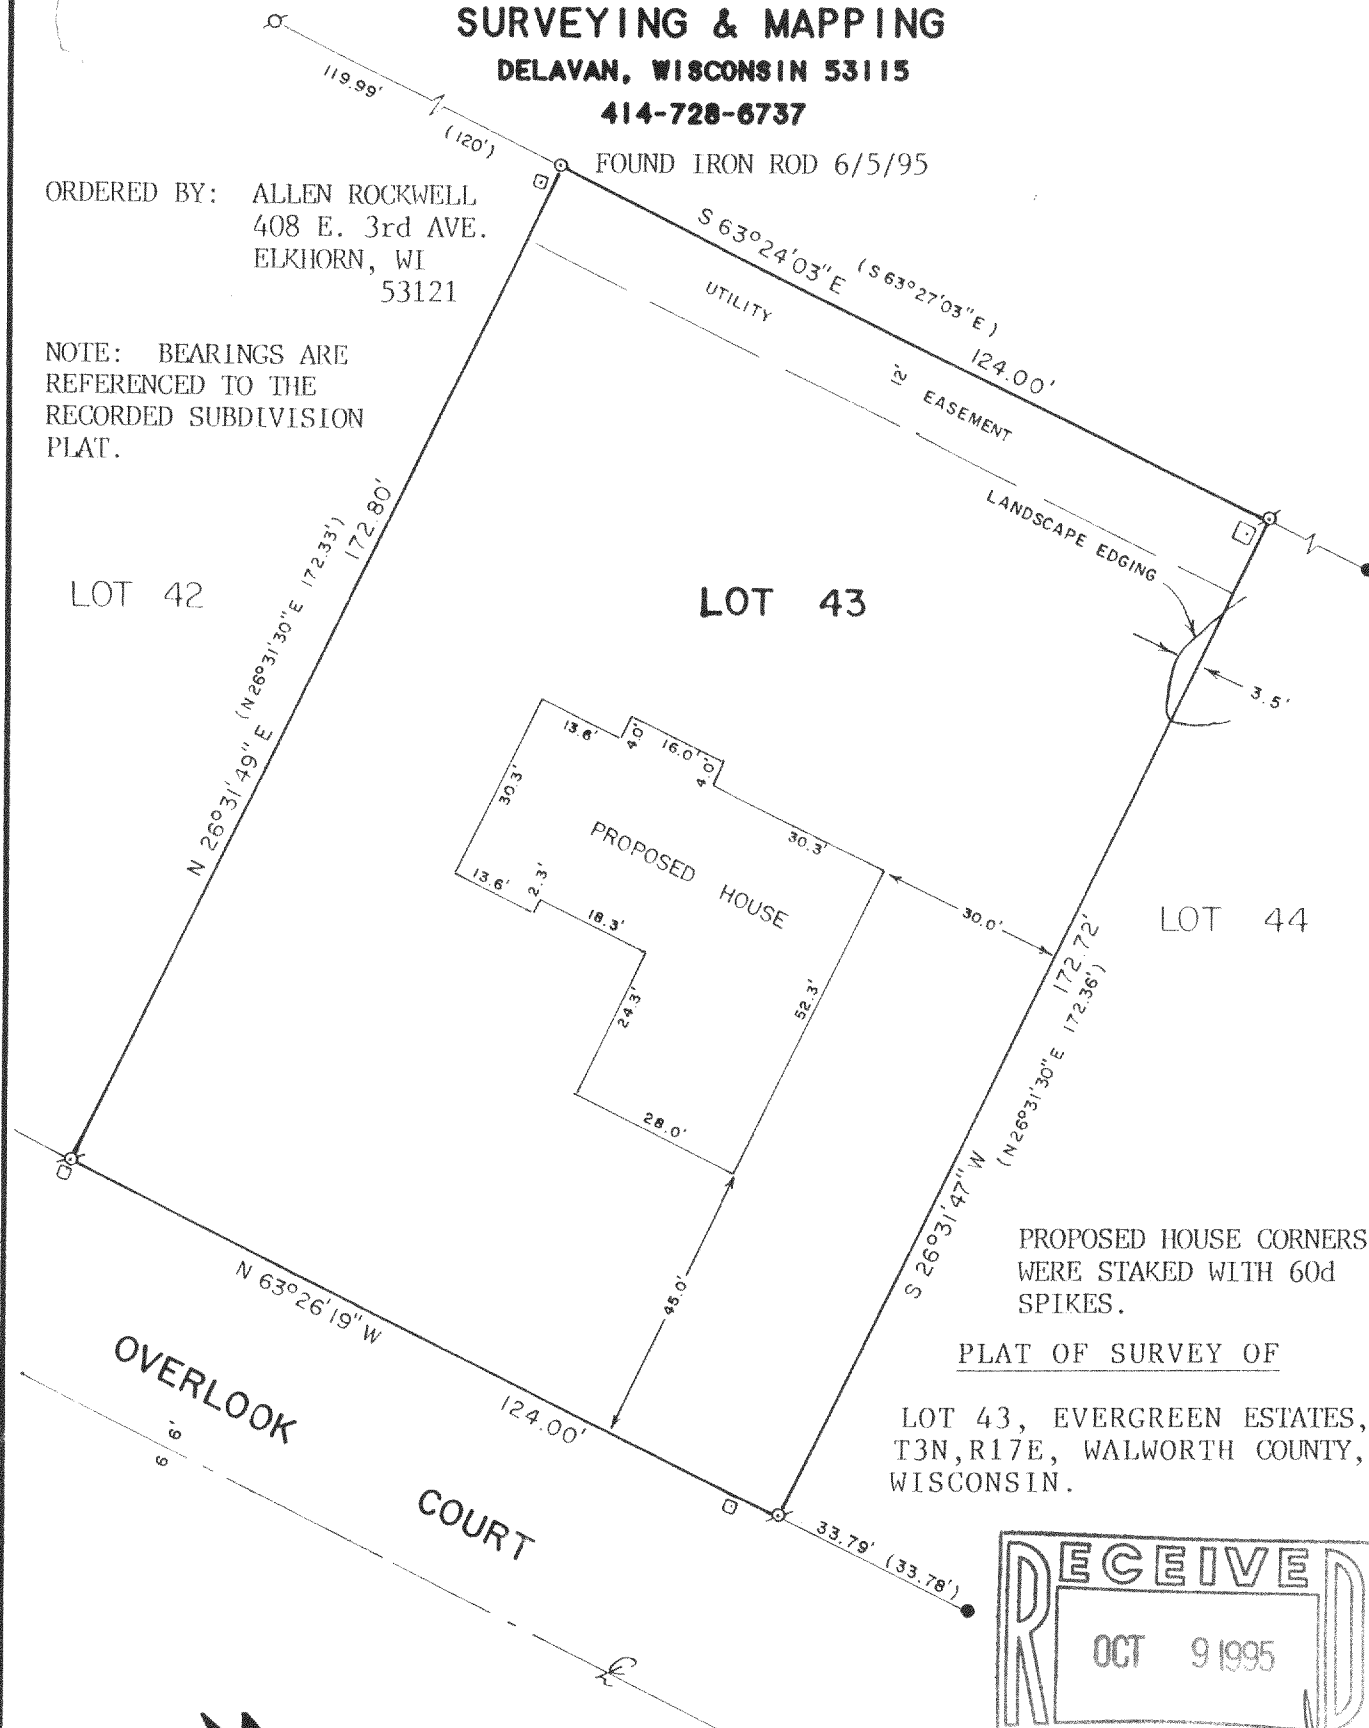 SURVEYING & MAPPING
DELAVAN, WISCONSIN 53115
414-728-6737
119.99'
(120')
FOUND IRON ROD 6/5/95
ORDERED BY: ALLEN ROCKWELL
408 E. 3rd AVE.
ELKHORN, WI
53121
S 63°24'03"E
(S63°27'03"E)
124.00'
UTILITY
12'
EASEMENT
NOTE: BEARINGS ARE
REFERENCED TO THE
RECORDED SUBDIVISION
PLAT.
LANDSCAPE EDGING
3.5'
172.80'
(N26°31'30"E 172.33')
N 26°31'49"E
LOT 42
LOT 43
LOT 44
13.6'
4.0'
16.0'
4.0'
30.3'
30.3'
PROPOSED HOUSE
13.6'
2.3'
18.3'
24.3'
52.3'
28.0'
30.0'
45.0'
172.72'
(N26°31'30"E 172.36')
S 26°31'47"W
N 63°26'19"W
124.00'
OVERLOOK
COURT
66'
33.79' (33.78')
PROPOSED HOUSE CORNERS
WERE STAKED WITH 60d
SPIKES.
PLAT OF SURVEY OF
LOT 43, EVERGREEN ESTATES,
T3N,R17E, WALWORTH COUNTY,
WISCONSIN.
RECEIVED
OCT 9 1995